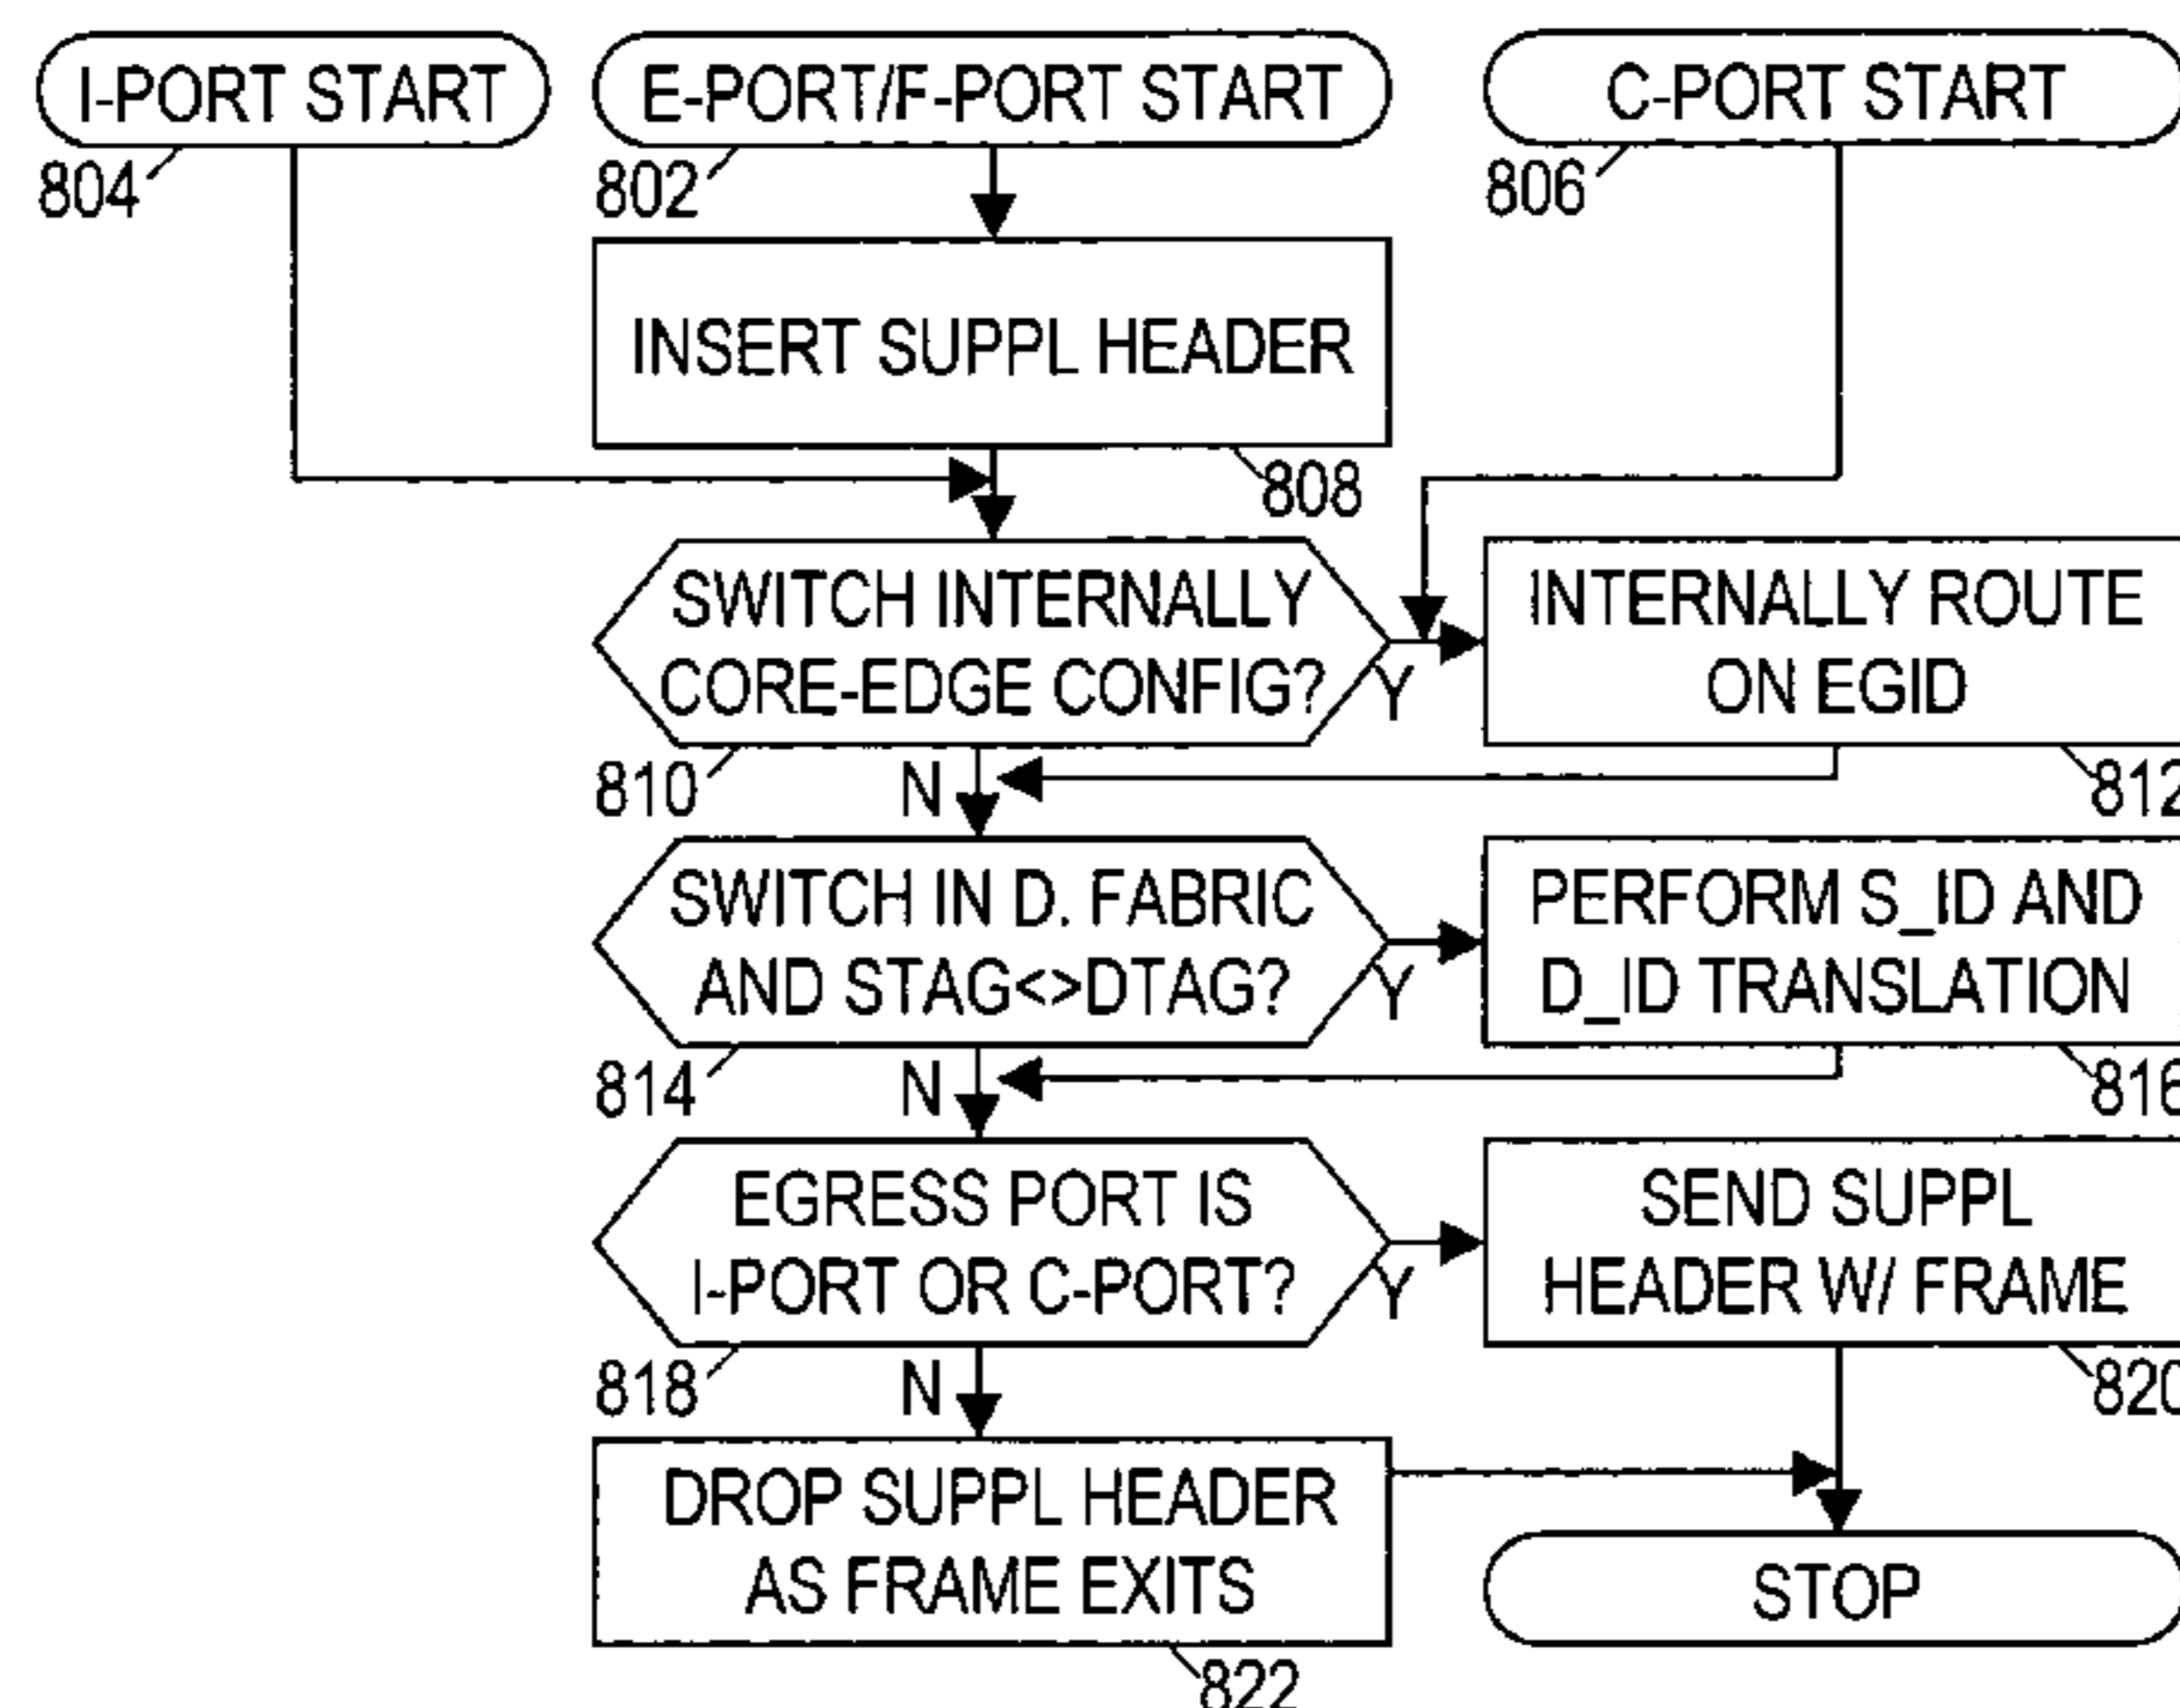 I-PORT START
E-PORT/F-PORT START
C-PORT START
804
802
806
INSERT SUPPL HEADER
808
SWITCH INTERNALLY
CORE-EDGE CONFIG?
Y
INTERNALLY ROUTE
ON EGID
810
N
812
SWITCH IN D. FABRIC
AND STAG<>DTAG?
Y
PERFORM S_ID AND
D_ID TRANSLATION
814
N
816
EGRESS PORT IS
I-PORT OR C-PORT?
Y
SEND SUPPL
HEADER W/ FRAME
818
N
820
DROP SUPPL HEADER
AS FRAME EXITS
STOP
822